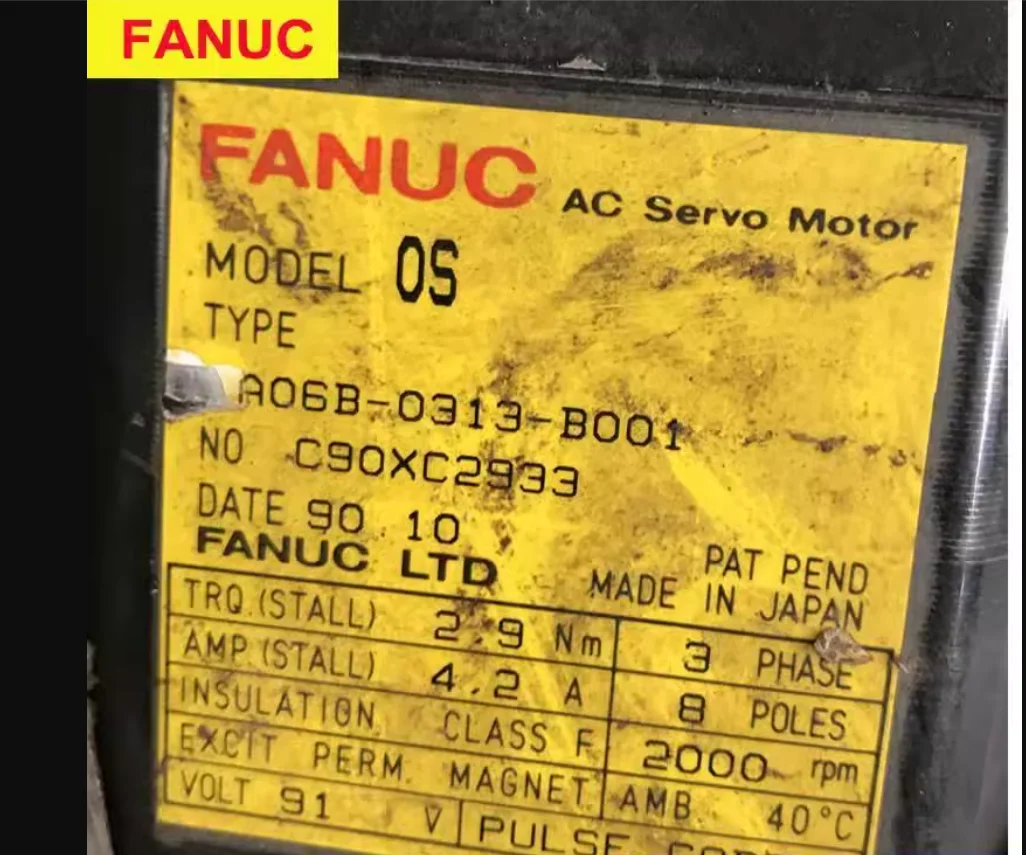 FANUC
FANUC AC Servo Motor
MODEL 0S
TYPE
A06B-0313-B001
NO C90XC2933
DATE 90 10
FANUC LTD
PAT PEND
MADE IN JAPAN
TRQ.(STALL) 2.9 Nm 3 PHASE
AMP (STALL) 4.2 A 8 POLES
INSULATION CLASS F 2000 rpm
EXCIT PERM. MAGNET. AMB 40°C
VOLT 91 V PULSE